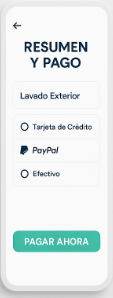 RESUMEN
Y PAGO
Lavado Exterior
Tarjeta de Crédito
PayPal
Efectivo
PAGAR AHORA